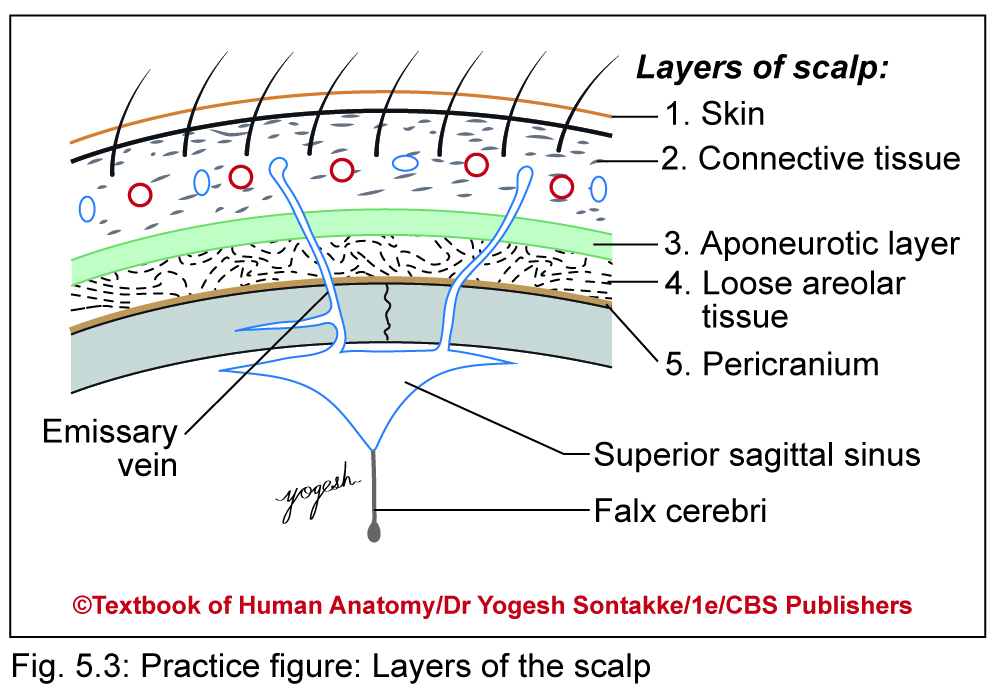 Layers of scalp:
1. Skin
2. Connective tissue
3. Aponeurotic layer
4. Loose areolar
tissue
5. Pericranium
Emissary
vein
Superior sagittal sinus
yogesh
Falx cerebri
©Textbook of Human Anatomy/Dr Yogesh Sontakke/1e/CBS Publishers
Fig. 5.3: Practice figure: Layers of the scalp